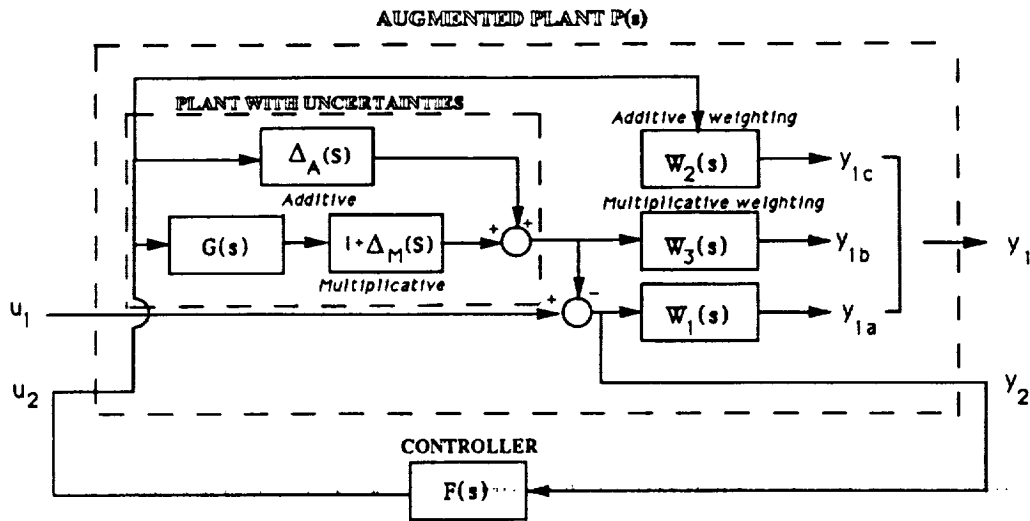 AUGMENTED PLANT P(s)
PLANT WITH UNCERTAINTIES
Δ_A(S)
Additive
G(s)
1+Δ_M(S)
Multiplicative
+
+
+
-
Additive weighting
W_2(s)
y_1c
Multiplicative weighting
W_3(s)
y_1b
y_1
W_1(s)
y_1a
u_1
u_2
y_2
CONTROLLER
F(s)